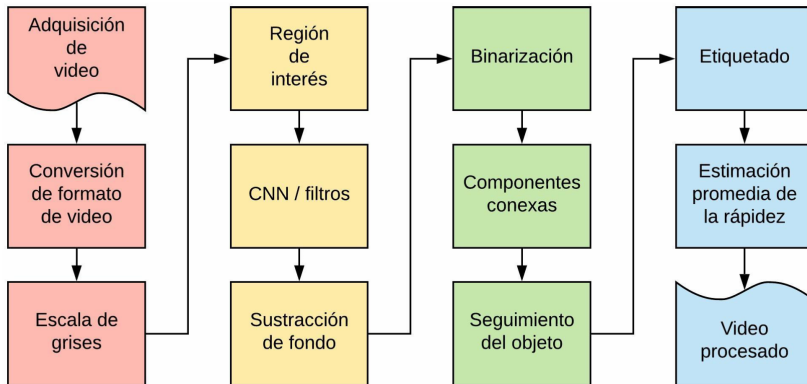 Adquisición
de
video
Conversión
de formato
de video
Escala de
grises
Región
de
interés
CNN / filtros
Sustracción
de fondo
Binarización
Componentes
conexas
Seguimiento
del objeto
Etiquetado
Estimación
promedia de
la rápidez
Video
procesado